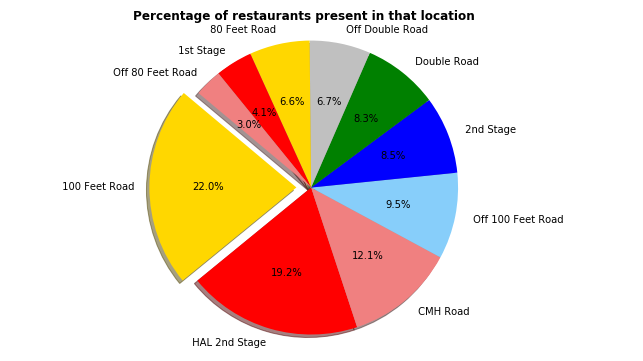 Percentage of restaurants present in that location
80 Feet Road
Off Double Road
1st Stage
Double Road
Off 80 Feet Road
2nd Stage
100 Feet Road
Off 100 Feet Road
CMH Road
HAL 2nd Stage
6.6%
6.7%
4.1%
8.3%
3.0%
8.5%
22.0%
9.5%
12.1%
19.2%